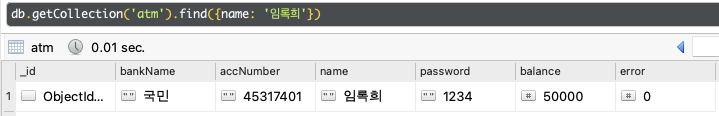 db.getCollection('atm').find({name: '임록희'})
atm 0.01 sec.
_id bankName accNumber name password balance error
1 ObjectId... "" 국민 "" 45317401 "" 임록희 "" 1234 # 50000 # 0